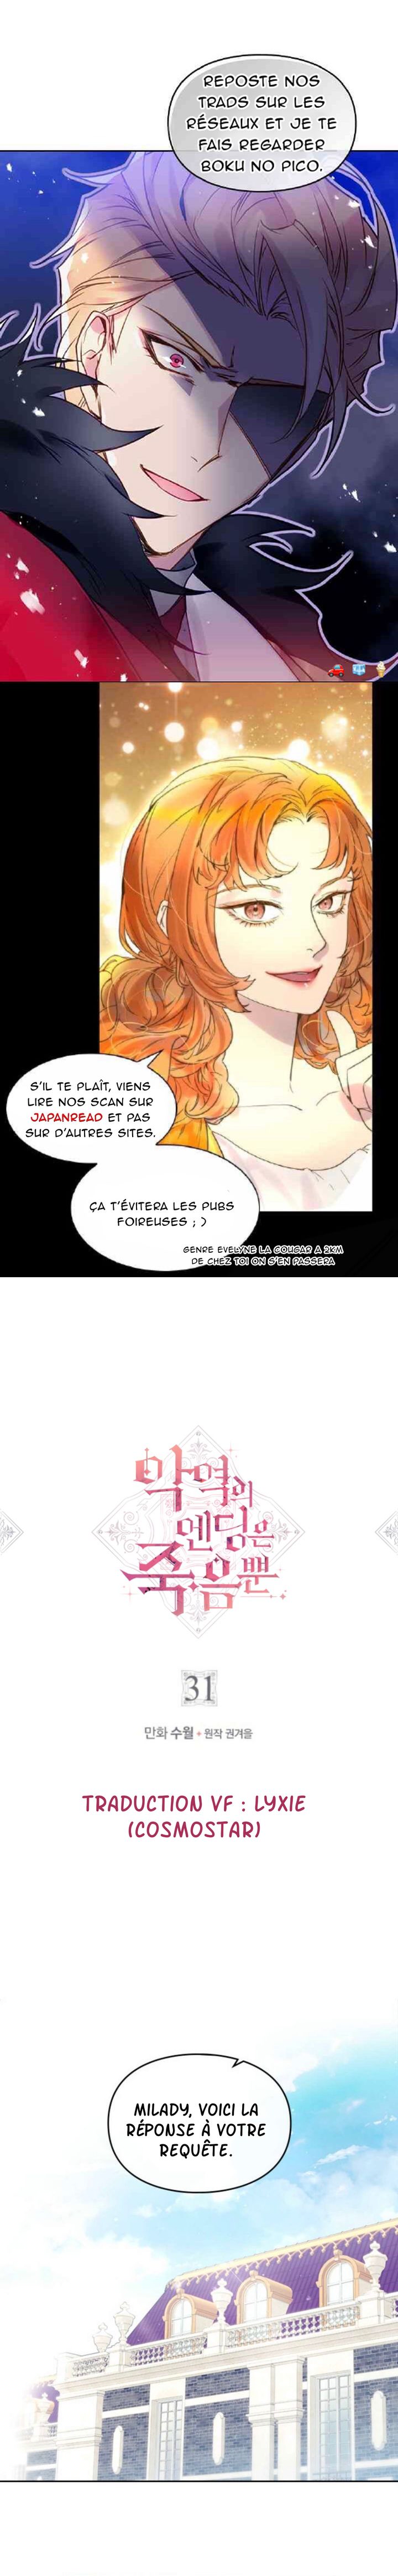 REPOSTE NOS
TRADS SUR LES
RÉSEAUX ET JE TE
FAIS REGARDER
BOKU NO PICO.
S'IL TE PLAÎT, VIENS
LIRE NOS SCAN SUR
JAPANREAD ET PAS
SUR D'AUTRES SITES.
ÇA T'ÉVITERA LES PUBS
FOIREUSES ; )
GENRE EVELYNE LA COUGAR A 2KM
DE CHEZ TOI ON S'EN PASSERA
악역의
엔딩은
죽음뿐
31
만화 수월 + 원작 권겨을
TRADUCTION VF : LYXIE
(COSMOSTAR)
MILADY, VOICI LA
RÉPONSE À VOTRE
REQUÊTE.